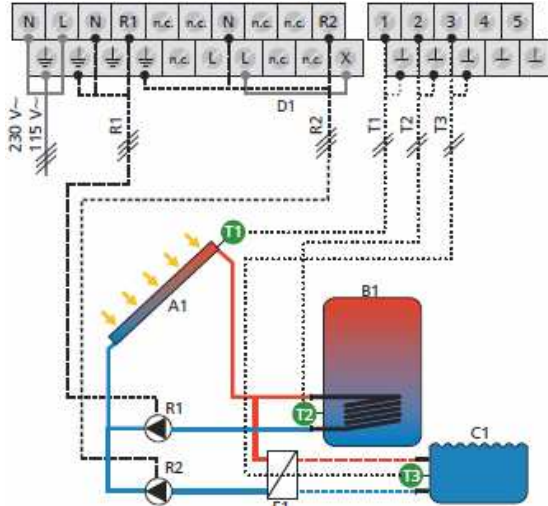 N L N R1 n.c. n.c. N n.c. R2 1 2 3 4 5
n.c. L L n.c. X
D1
230 V~
115 V~
R1
R2
T1
T2
T3
T1
A1
B1
R1
T2
C1
R2
T3